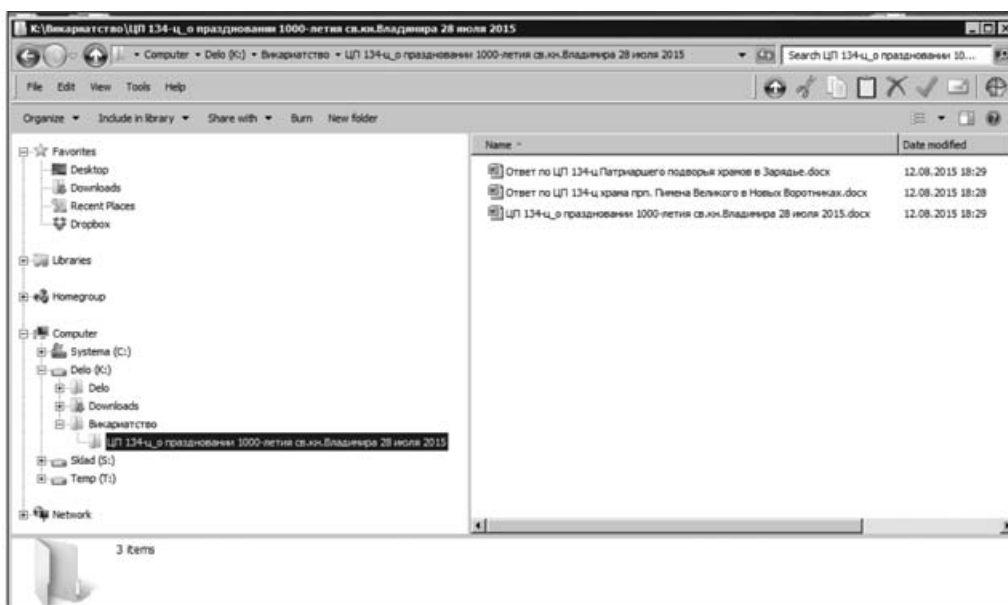 K:\Викариатство\ЦП 134-ц_о праздновании 1000-летия св.кн.Владимира 28 июля 2015
Computer Delo (K:) Викариатство ЦП 134-ц_о праздновании 1000-летия св.кн.Владимира 28 июля 2015
Search ЦП 134-ц_о праздновании 10...
File Edit View Tools Help
Organize Include in library Share with Burn New folder
Favorites
Desktop
Downloads
Recent Places
Dropbox
Libraries
Homegroup
Computer
Systema (C:)
Delo (K:)
Delo
Downloads
Викариатство
ЦП 134-ц_о праздновании 1000-летия св.кн.Владимира 28 июля 2015
Sklad (S:)
Temp (T:)
Network
Name Date modified
Ответ по ЦП 134-ц Патриаршего подворья храмов в Зарядье.docx 12.08.2015 18:29
Ответ по ЦП 134-ц храма прп. Пимена Великого в Новых Воротниках.docx 12.08.2015 18:28
ЦП 134-ц_о праздновании 1000-летия св.кн.Владимира 28 июля 2015.docx 12.08.2015 18:29
3 items